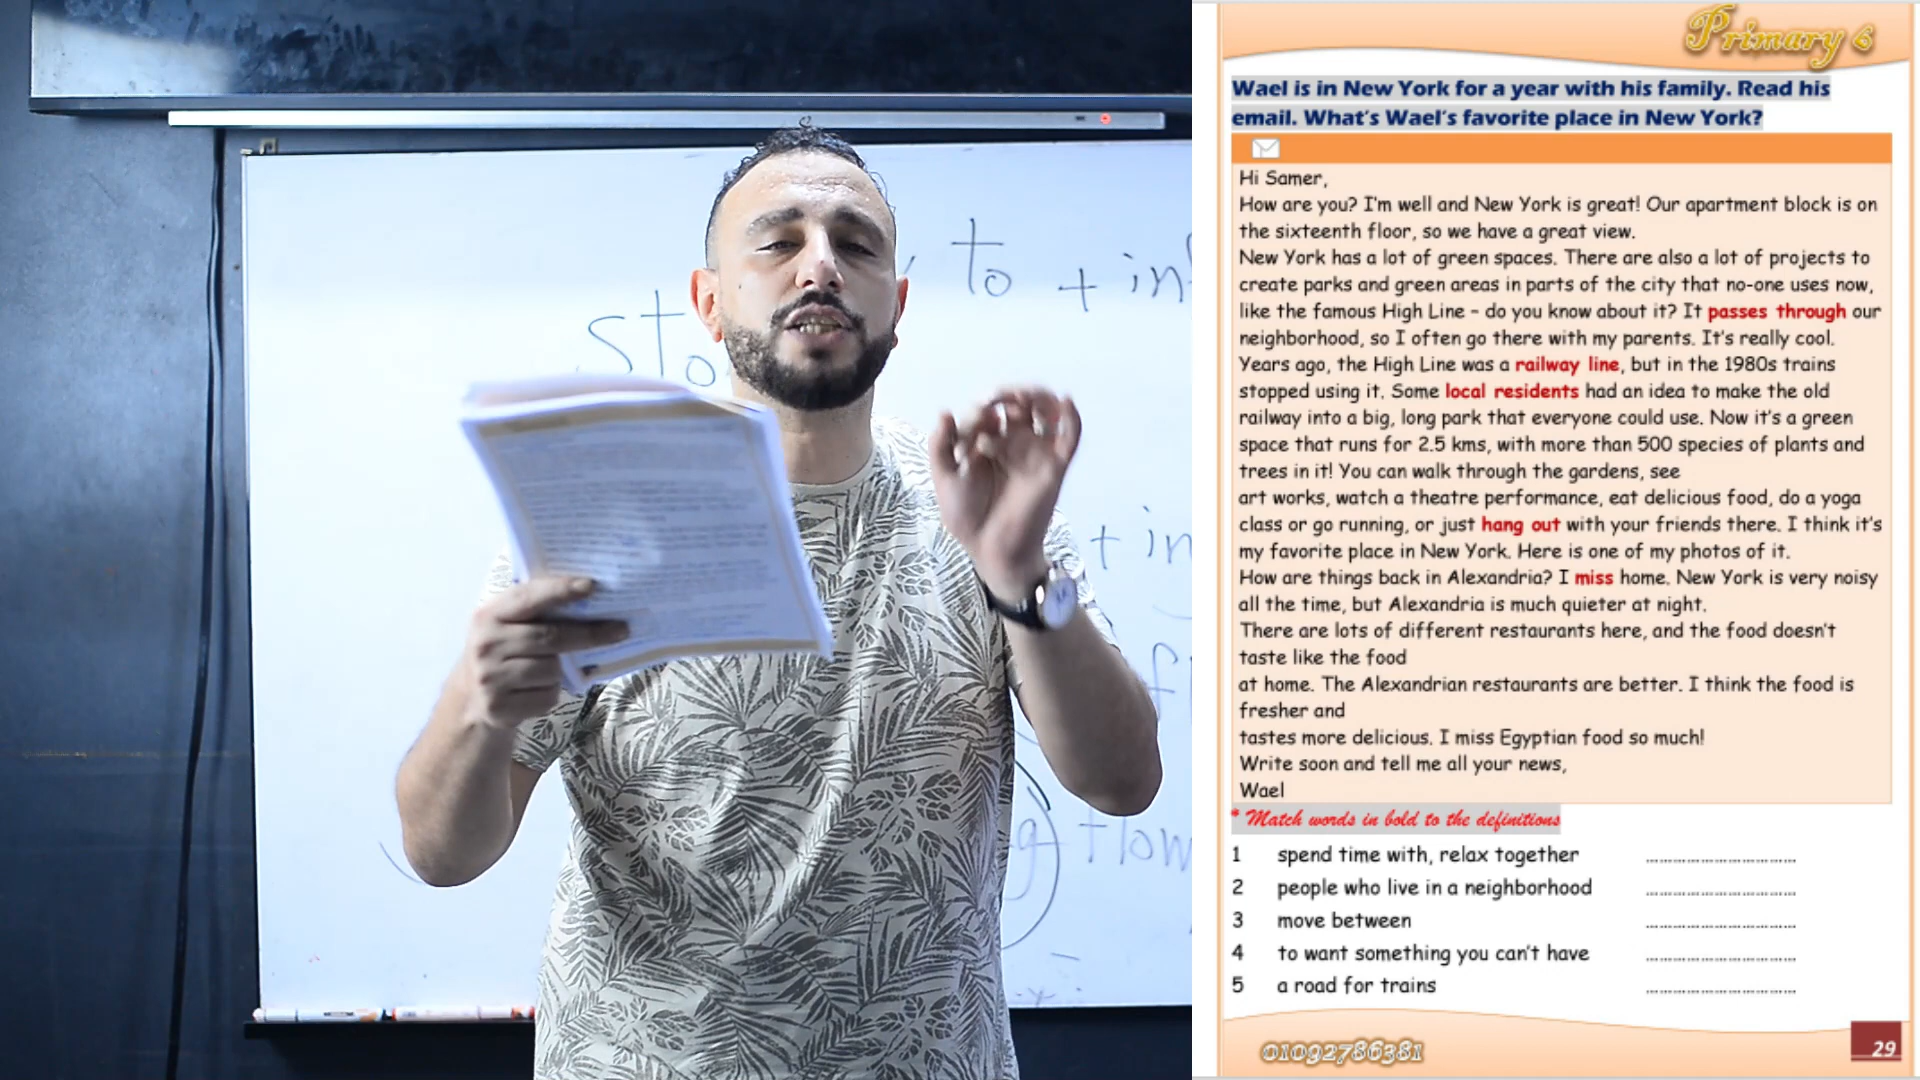 to + in
sto
+ in
f
g) flow
Primary 6
Wael is in New York for a year with his family. Read his
email. What's Wael's favorite place in New York?
Hi Samer,
How are you? I'm well and New York is great! Our apartment block is on
the sixteenth floor, so we have a great view.
New York has a lot of green spaces. There are also a lot of projects to
create parks and green areas in parts of the city that no-one uses now,
like the famous High Line – do you know about it? It passes through our
neighborhood, so I often go there with my parents. It's really cool.
Years ago, the High Line was a railway line, but in the 1980s trains
stopped using it. Some local residents had an idea to make the old
railway into a big, long park that everyone could use. Now it's a green
space that runs for 2.5 kms, with more than 500 species of plants and
trees in it! You can walk through the gardens, see
art works, watch a theatre performance, eat delicious food, do a yoga
class or go running, or just hang out with your friends there. I think it's
my favorite place in New York. Here is one of my photos of it.
How are things back in Alexandria? I miss home. New York is very noisy
all the time, but Alexandria is much quieter at night.
There are lots of different restaurants here, and the food doesn't
taste like the food
at home. The Alexandrian restaurants are better. I think the food is
fresher and
tastes more delicious. I miss Egyptian food so much!
Write soon and tell me all your news,
Wael
* Match words in bold to the definitions
1 spend time with, relax together ................................
2 people who live in a neighborhood ................................
3 move between ................................
4 to want something you can't have ................................
5 a road for trains ................................
01092786381
29